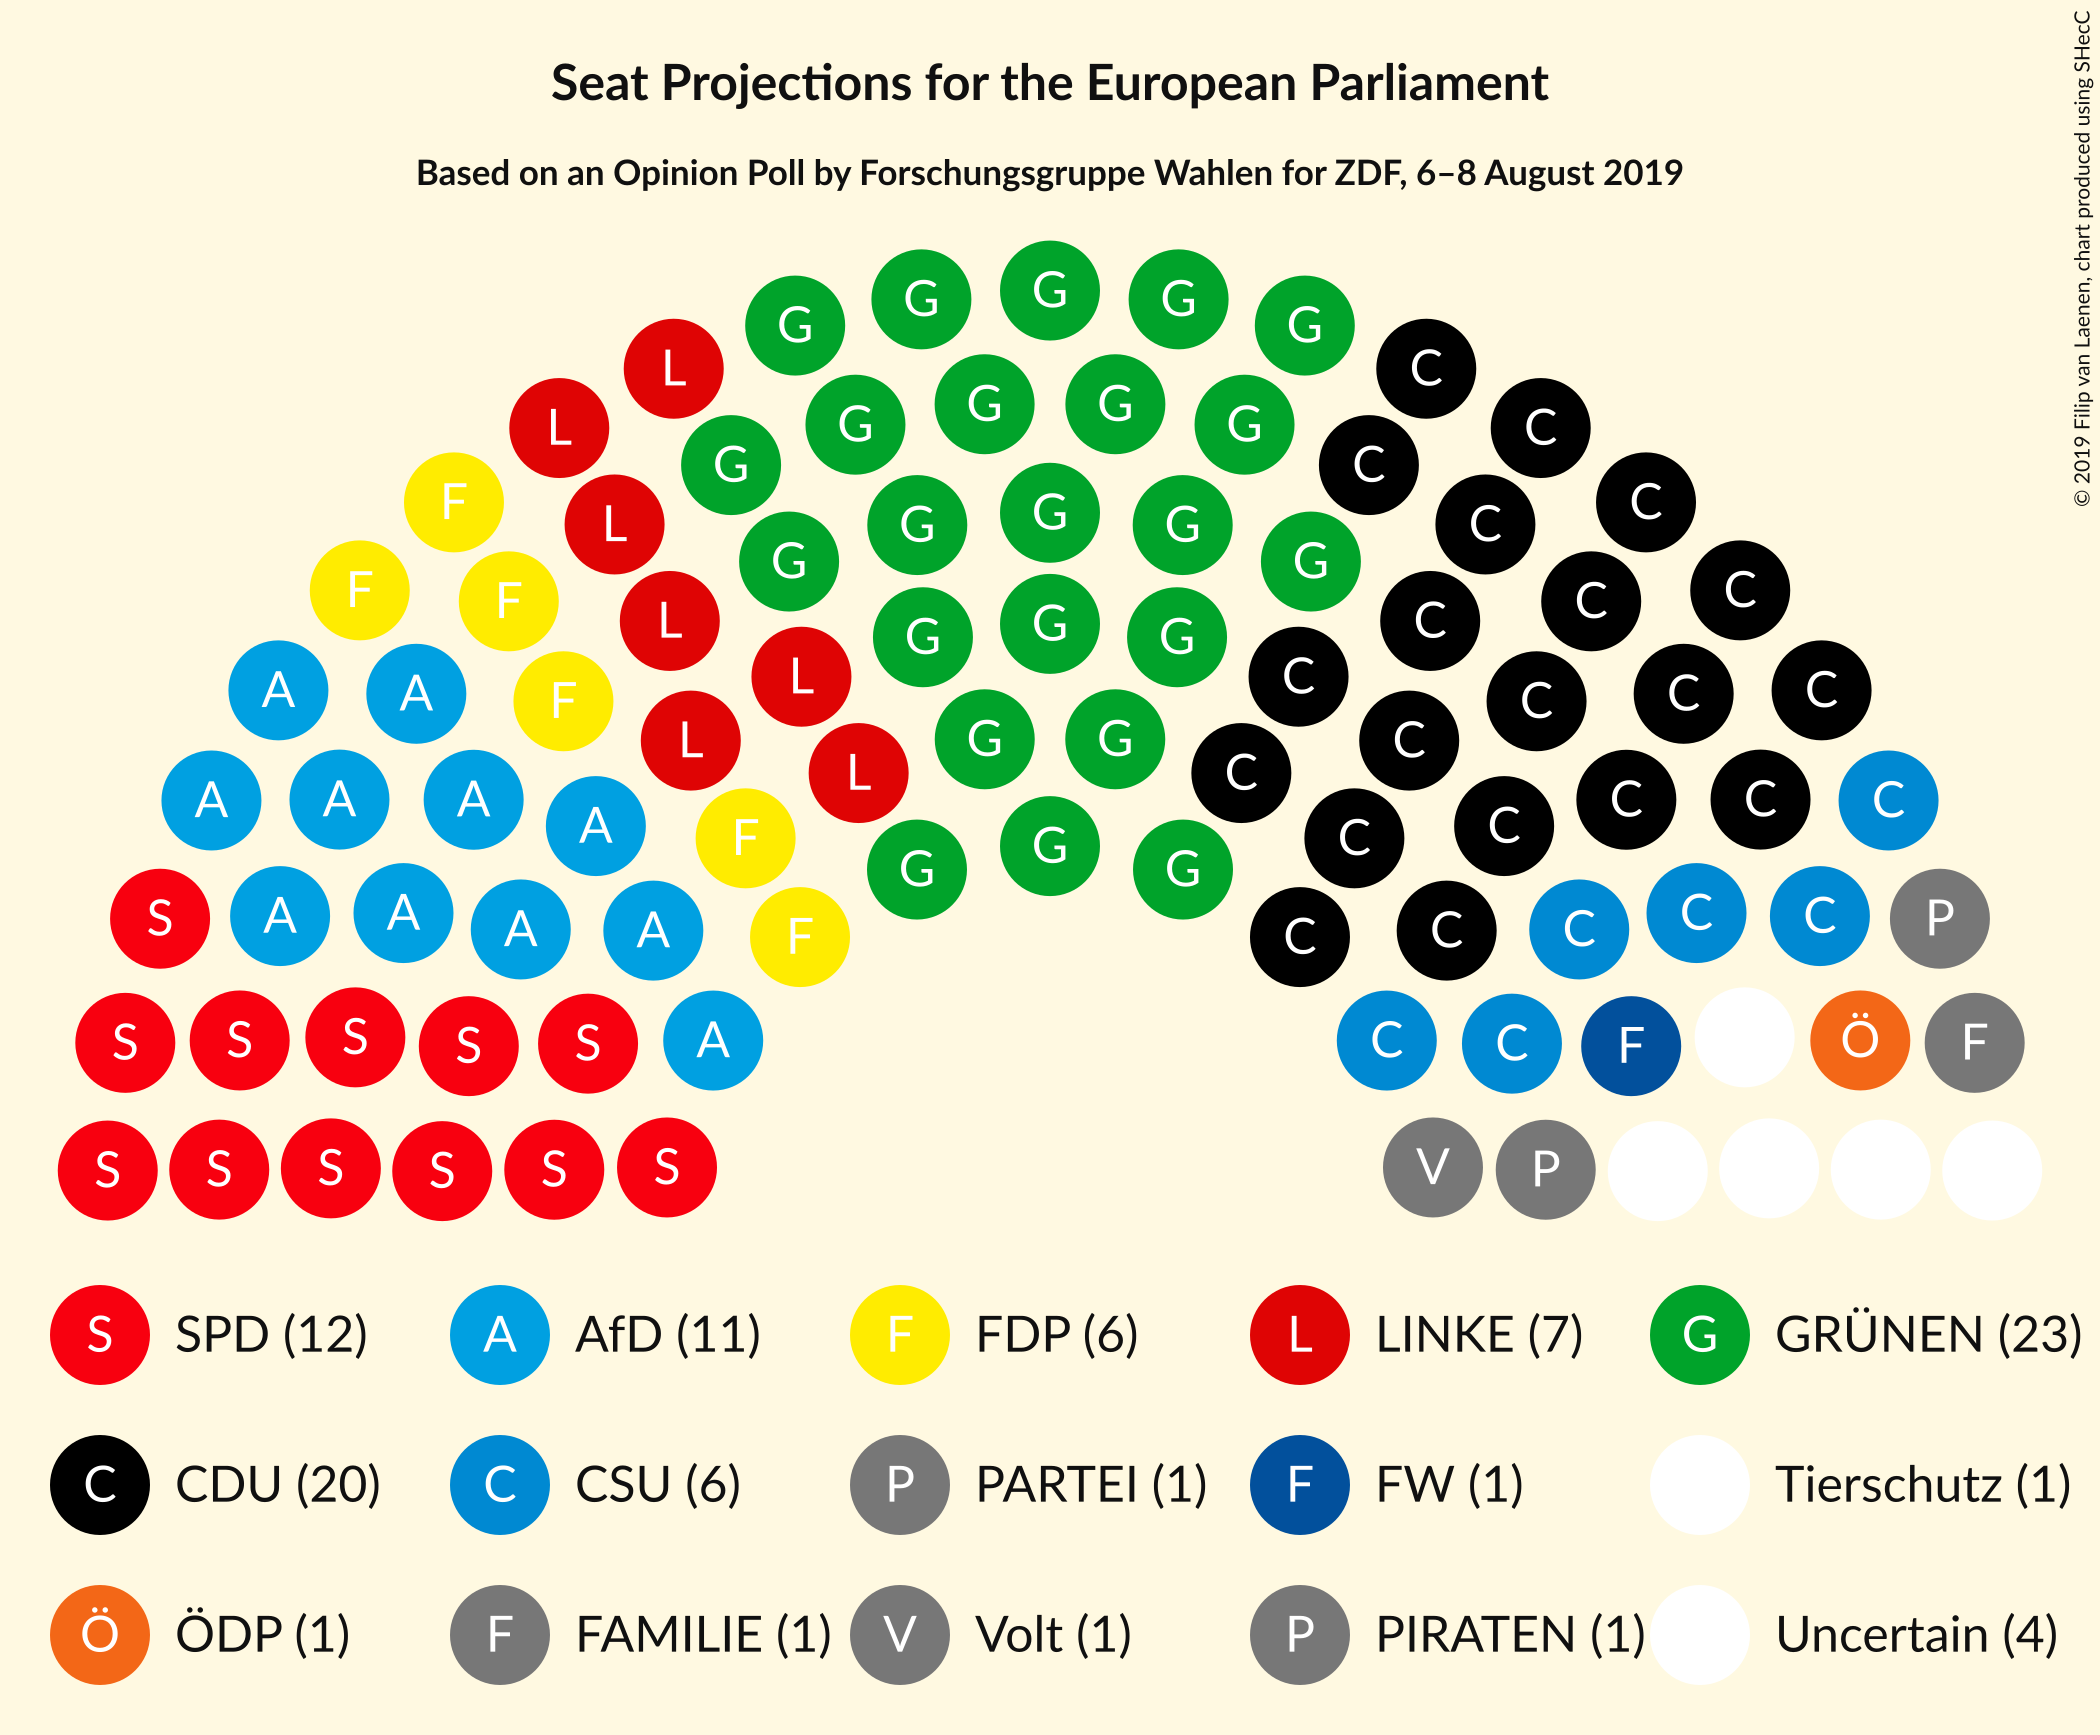 Seat Projections for the European Parliament
Based on an Opinion Poll by Forschungsgruppe Wahlen for ZDF, 6–8 August 2019
© 2019 Filip van Laenen, chart produced using SHecC
G G G G G
L G G G G G C
L G G G G G C C
F L G G G C C
F F L G G C C C
A A F L L G G G C C C C C
A A A A L F L C C C C C C
S A A A A F C C C C C P
S S S S S A C C F Ö F
S S S S S S V P
S SPD (12) A AfD (11) F FDP (6) L LINKE (7) G GRÜNEN (23)
C CDU (20) C CSU (6) P PARTEI (1) F FW (1) Tierschutz (1)
Ö ÖDP (1) F FAMILIE (1) V Volt (1) P PIRATEN (1) Uncertain (4)